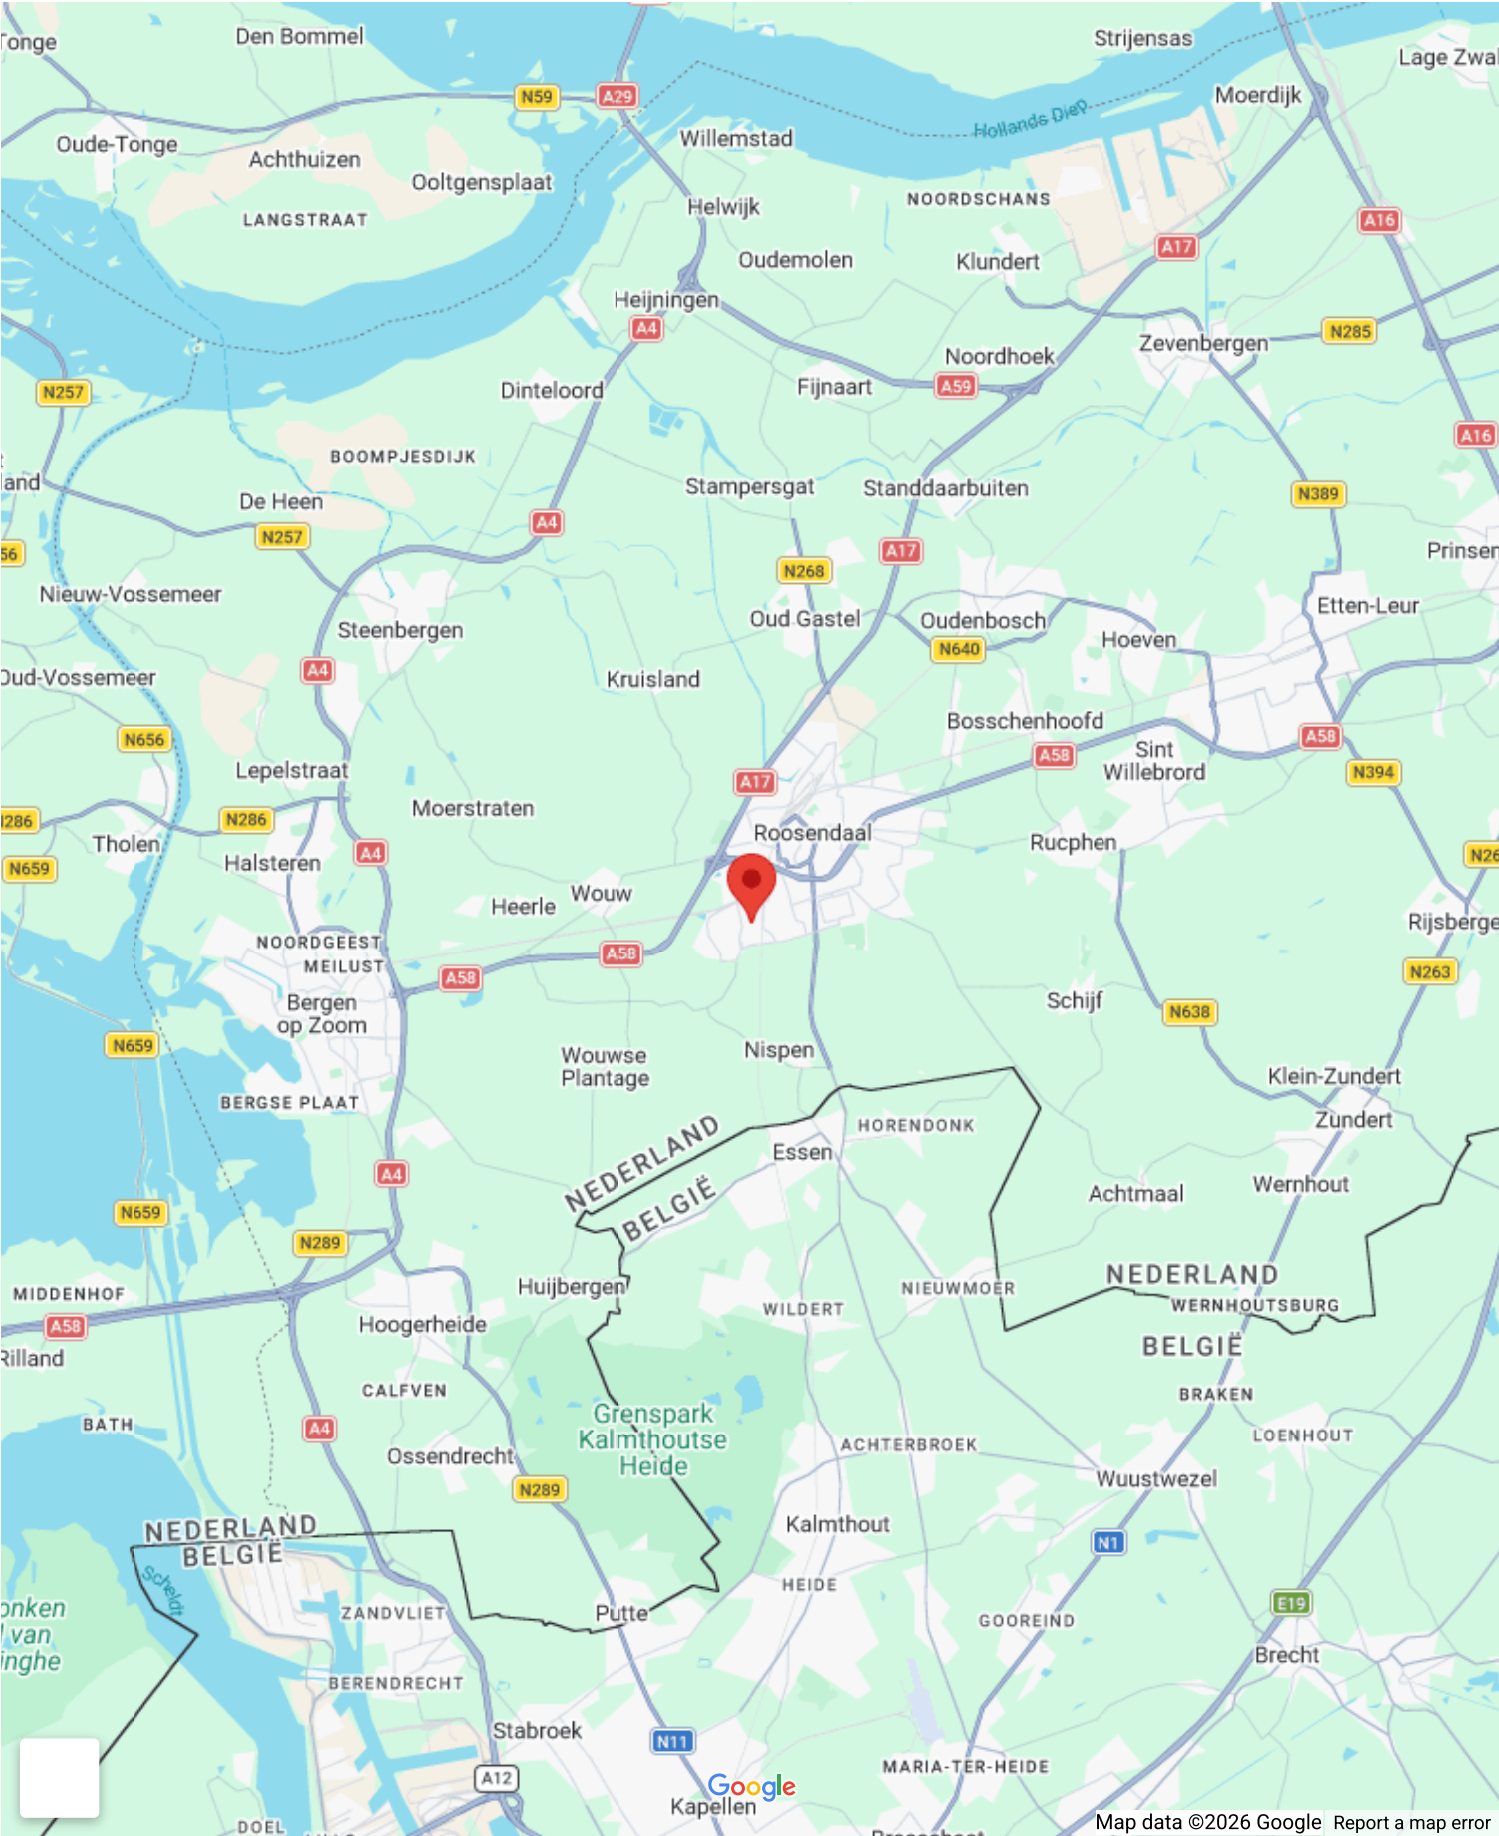 Tonge
Den Bommel
Strijensas
Lage Zwal
N59
A29
Moerdijk
Hollands Diep
Oude-Tonge
Achthuizen
Willemstad
Ooltgensplaat
LANGSTRAAT
Helwijk
NOORDSCHANS
A16
A17
Oudemolen
Klundert
Heijningen
A4
N285
Zevenbergen
Noordhoek
N257
Dinteloord
Fijnaart
A59
A16
BOOMPJESDIJK
land
Stampersgat
Standdaarbuiten
N389
De Heen
N257
A4
A17
56
Prinsen
N268
Nieuw-Vossemeer
Etten-Leur
Steenbergen
Oud Gastel
Oudenbosch
N640
Hoeven
A4
Oud-Vossemeer
Kruisland
Bosschenhoofd
N656
A58
A58
Sint
Willebrord
Lepelstraat
N394
A17
Moerstraten
N286
N286
Roosendaal
Tholen
A4
Rucphen
N26
Halsteren
N659
Wouw
Heerle
Rijsberge
NOORDGEEST
MEILUST
A58
A58
N263
Bergen
op Zoom
Schijf
N638
N659
Nispen
Wouwse
Plantage
Klein-Zundert
BERGSE PLAAT
Zundert
HORENDONK
NEDERLAND
BELGIË
Essen
A4
Achtmaal
Wernhout
N659
N289
NEDERLAND
Huijbergen
NIEUWMOER
MIDDENHOF
WILDERT
WERNHOUTSBURG
A58
Hoogerheide
BELGIË
Rilland
CALFVEN
BRAKEN
Grenspark
Kalmthoutse
Heide
BATH
A4
LOENHOUT
ACHTERBROEK
Ossendrecht
Wuustwezel
N289
NEDERLAND
BELGIË
Kalmthout
N1
Scheldt
HEIDE
E19
onken
l van
inghe
ZANDVLIET
Putte
GOOREIND
Brecht
BERENDRECHT
Stabroek
N11
MARIA-TER-HEIDE
A12
Google
Kapellen
DOEL
Map data ©2026 Google
Report a map error